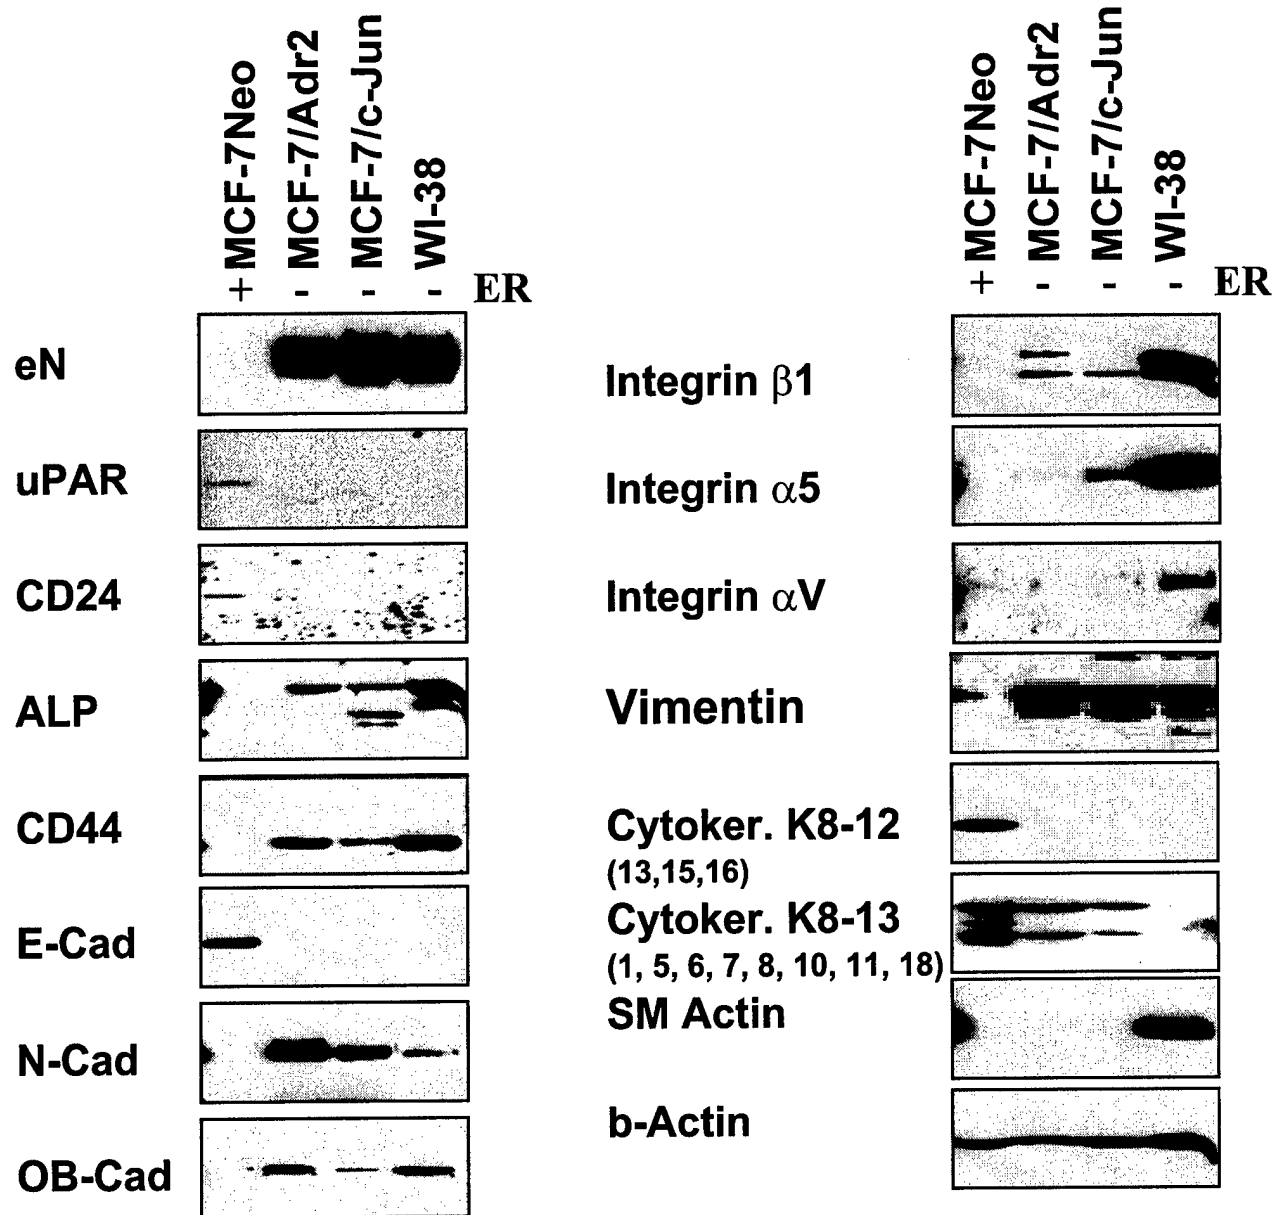 MCF-7Neo
MCF-7/Adr2
MCF-7/c-Jun
WI-38
+ - - - ER
eN
uPAR
CD24
ALP
CD44
E-Cad
N-Cad
OB-Cad
MCF-7Neo
MCF-7/Adr2
MCF-7/c-Jun
WI-38
+ - - - ER
Integrin β1
Integrin α5
Integrin αV
Vimentin
Cytoker. K8-12
(13,15,16)
Cytoker. K8-13
(1, 5, 6, 7, 8, 10, 11, 18)
SM Actin
b-Actin